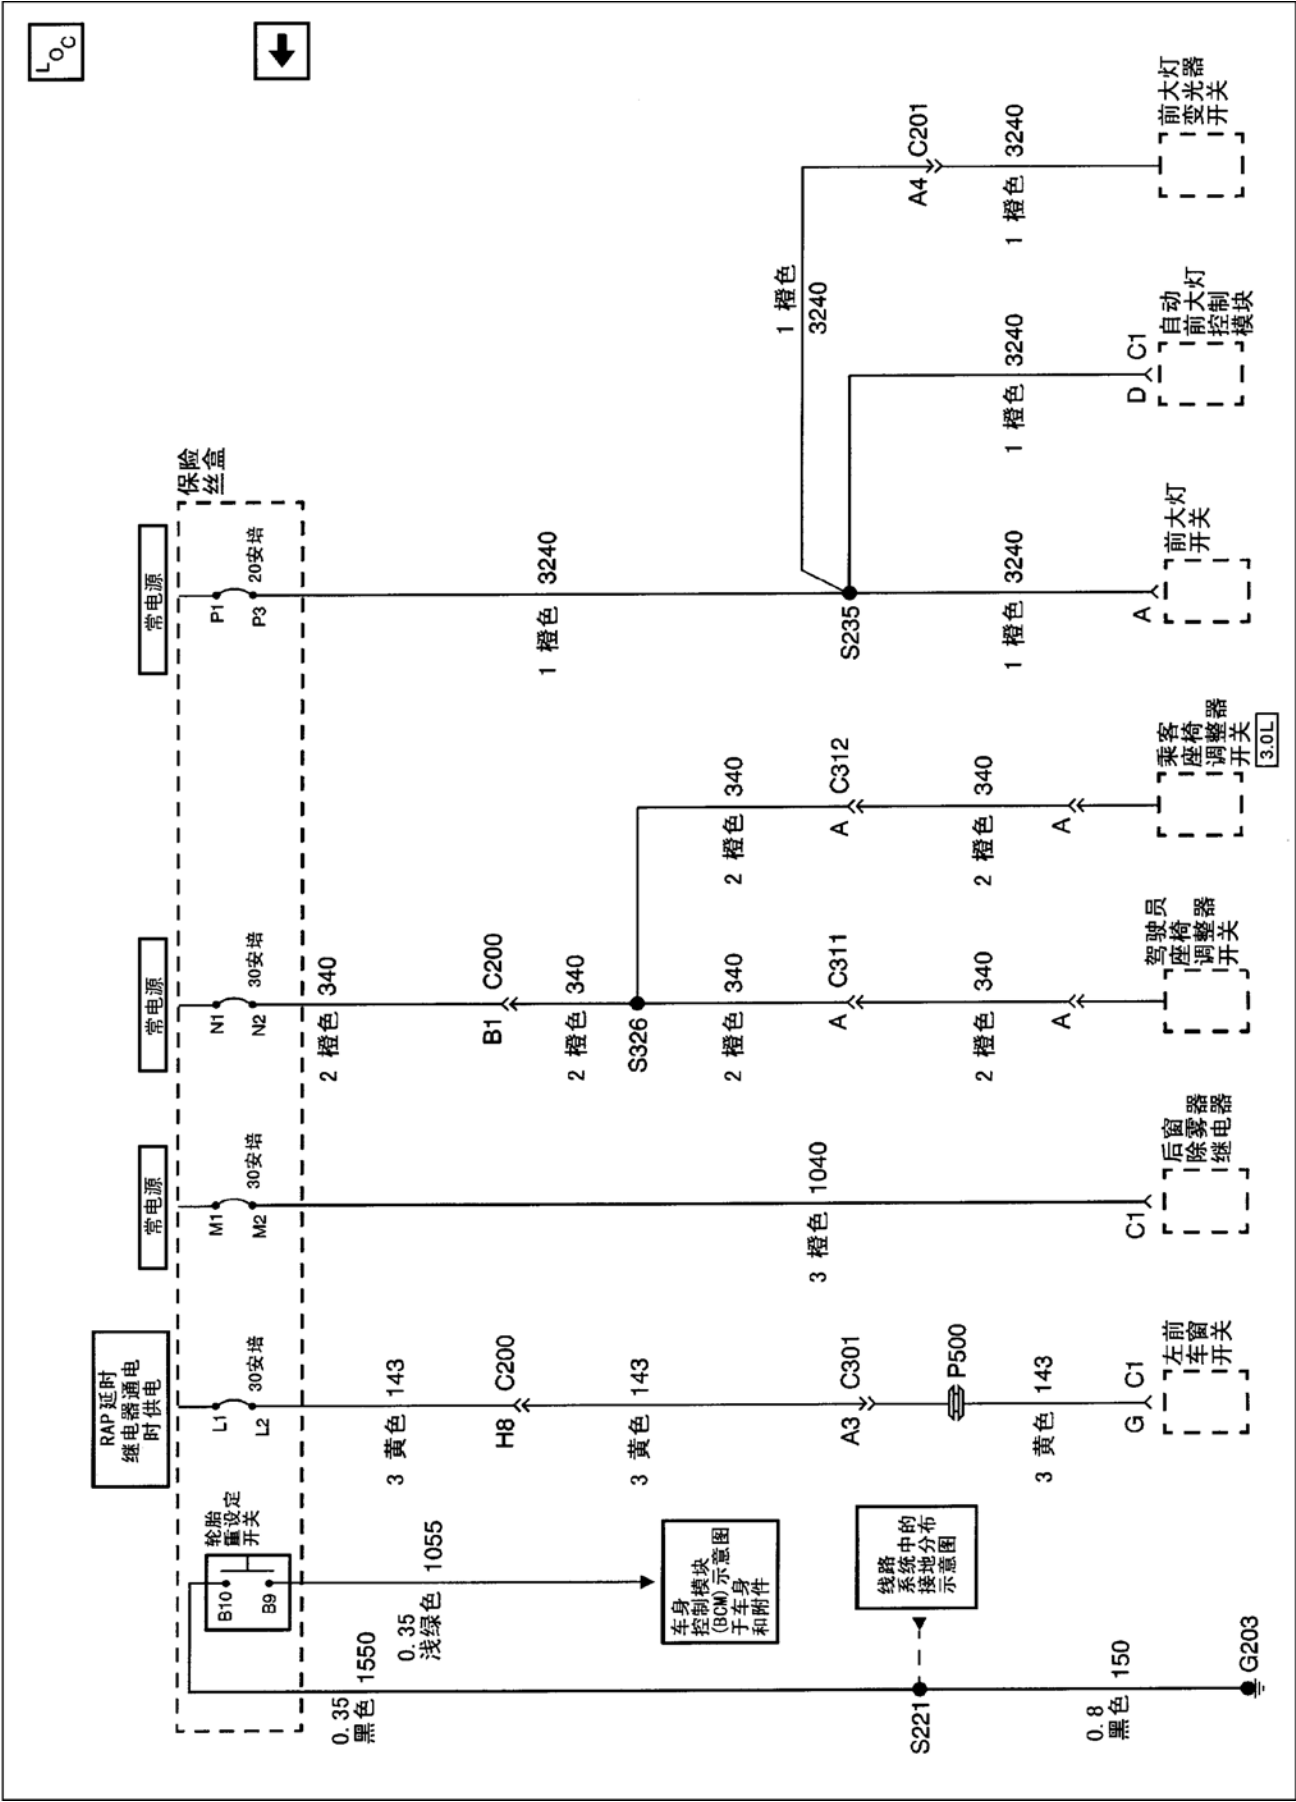 LOC
RAP 延时
继电器通电
时供电
常电源
常电源
常电源
保险
丝盒
轮胎
重设定
开关
B10
B9
L1
L2
30安培
M1
M2
30安培
N1
N2
30安培
P1
P3
20安培
0.35
黑色
1550
0.35
浅绿色
1055
3 黄色
143
2 橙色
340
1 橙色
3240
H8
C200
B1
C200
3 黄色
143
2 橙色
340
S326
车身
控制模块
(BCM)示意图
于车身
和附件
2 橙色
340
2 橙色
340
1 橙色
3240
3 橙色
1040
A3
C301
A
C311
A
C312
S235
A4
C201
S221
线路
系统中的
接地分布
示意图
P500
2 橙色
340
2 橙色
340
1 橙色
3240
1 橙色
3240
1 橙色
3240
3 黄色
143
A
A
0.8
黑色
150
G
C1
C1
A
D
C1
G203
左前
车窗
开关
后窗
除雾器
继电器
驾驶员
座椅
调整器
开关
乘客
座椅
调整器
开关
3.0L
前大灯
开关
自动
前大灯
控制
模块
前大灯
变光器
开关